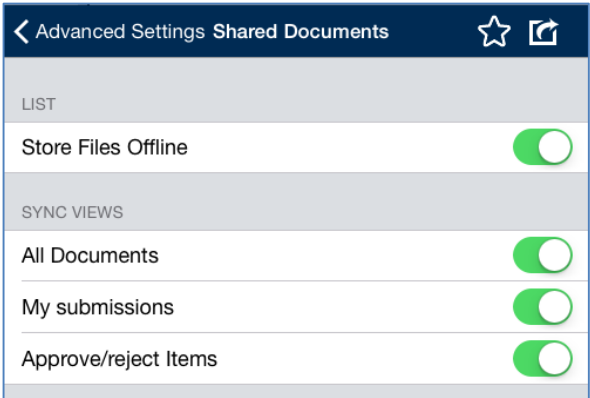 Advanced Settings Shared Documents
LIST
Store Files Offline
SYNC VIEWS
All Documents
My submissions
Approve/reject Items